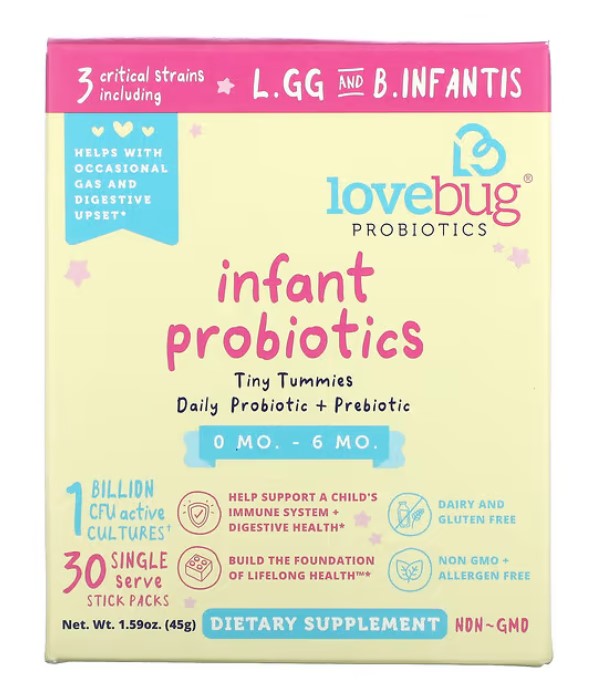 3 critical strains including L.GG AND B.INFANTIS
HELPS WITH
OCCASIONAL
GAS AND
DIGESTIVE
UPSET*
lovebug®
PROBIOTICS
infant
probiotics
Tiny Tummies
Daily Probiotic + Prebiotic
0 MO. - 6 MO.
1 BILLION
CFU active
CULTURES†
HELP SUPPORT A CHILD'S
IMMUNE SYSTEM +
DIGESTIVE HEALTH*
DAIRY AND
GLUTEN FREE
30 SINGLE
serve
STICK PACKS
BUILD THE FOUNDATION
OF LIFELONG HEALTH™*
NON GMO +
ALLERGEN FREE
Net. Wt. 1.59oz. (45g) DIETARY SUPPLEMENT NON~GMO